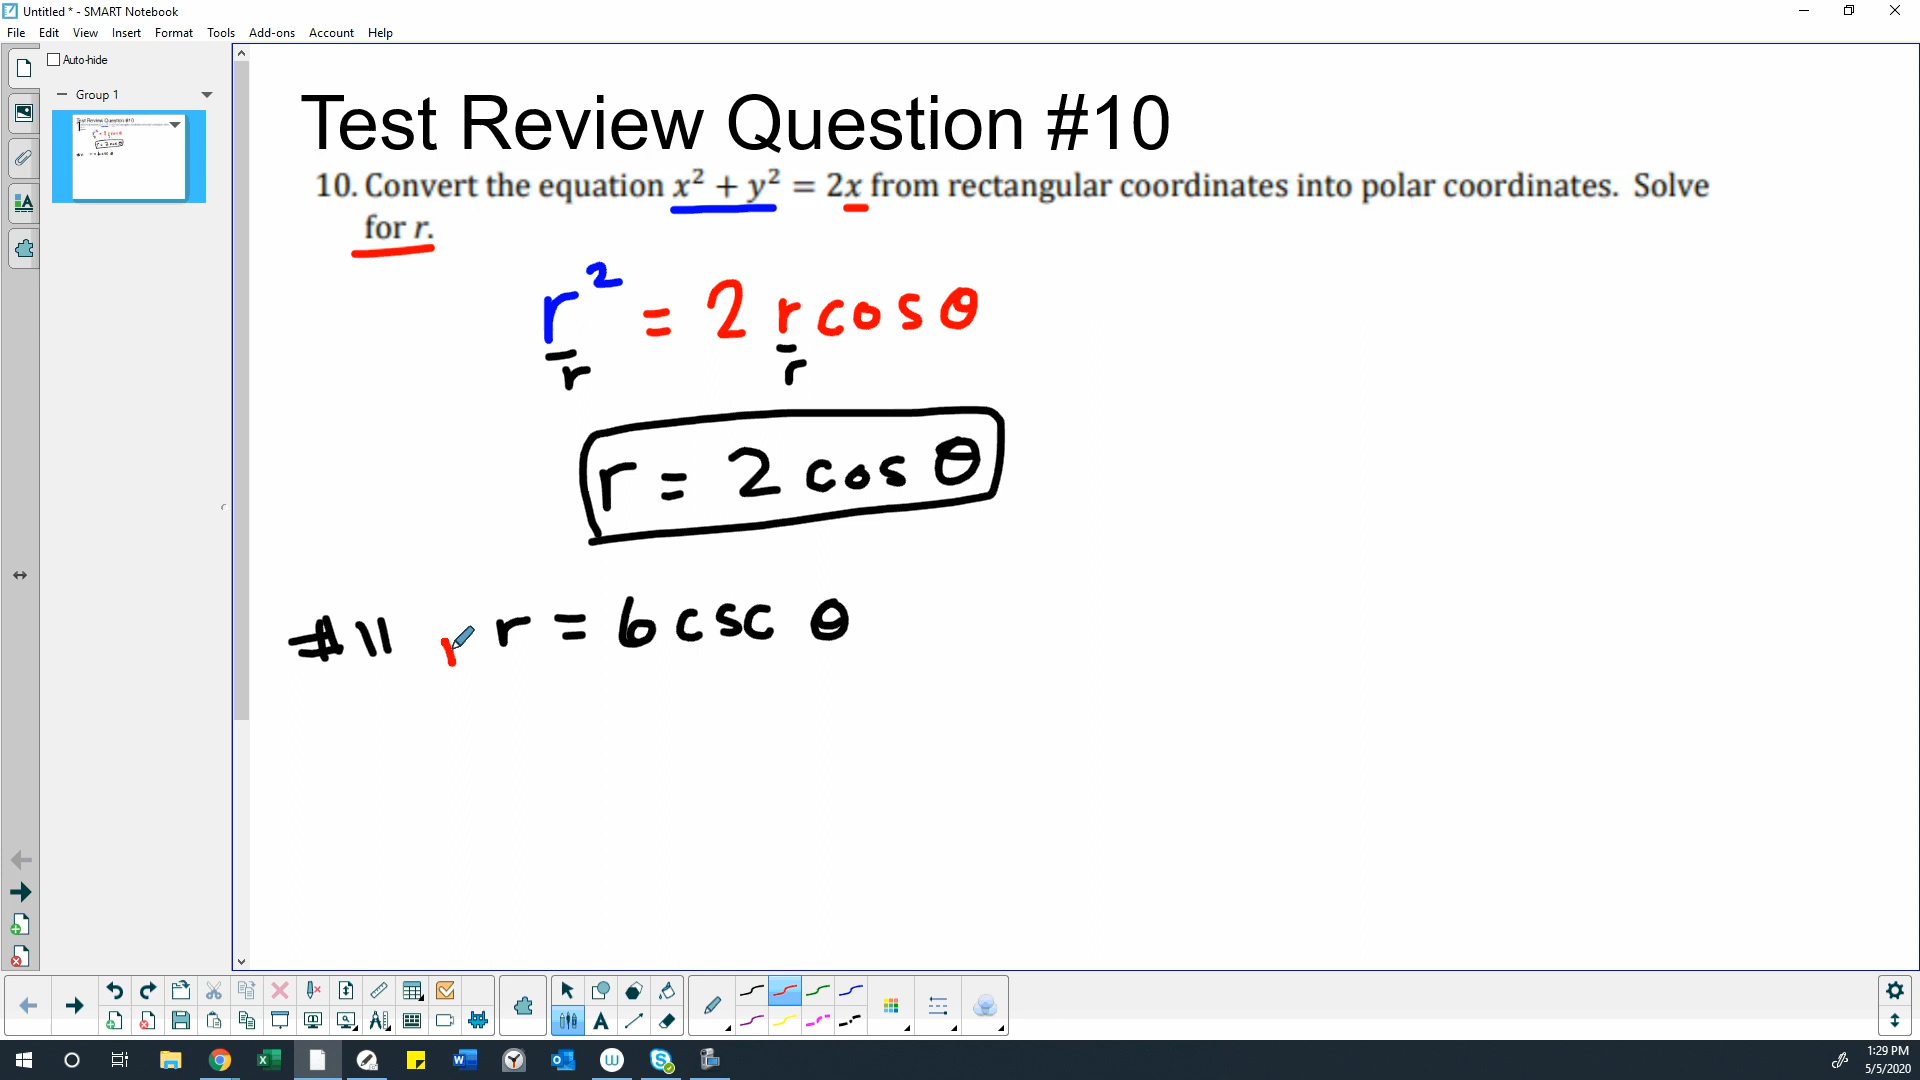 Untitled * - SMART Notebook
File Edit View Insert Format Tools Add-ons Account Help
Auto-hide
Group 1
Test Review Question #10
10. Convert the equation x² + y² = 2x from rectangular coordinates into polar coordinates. Solve
for r.
r² = 2 r cos θ
r r
r = 2 cos θ
#11 r r = 6 csc θ
1:29 PM
5/5/2020